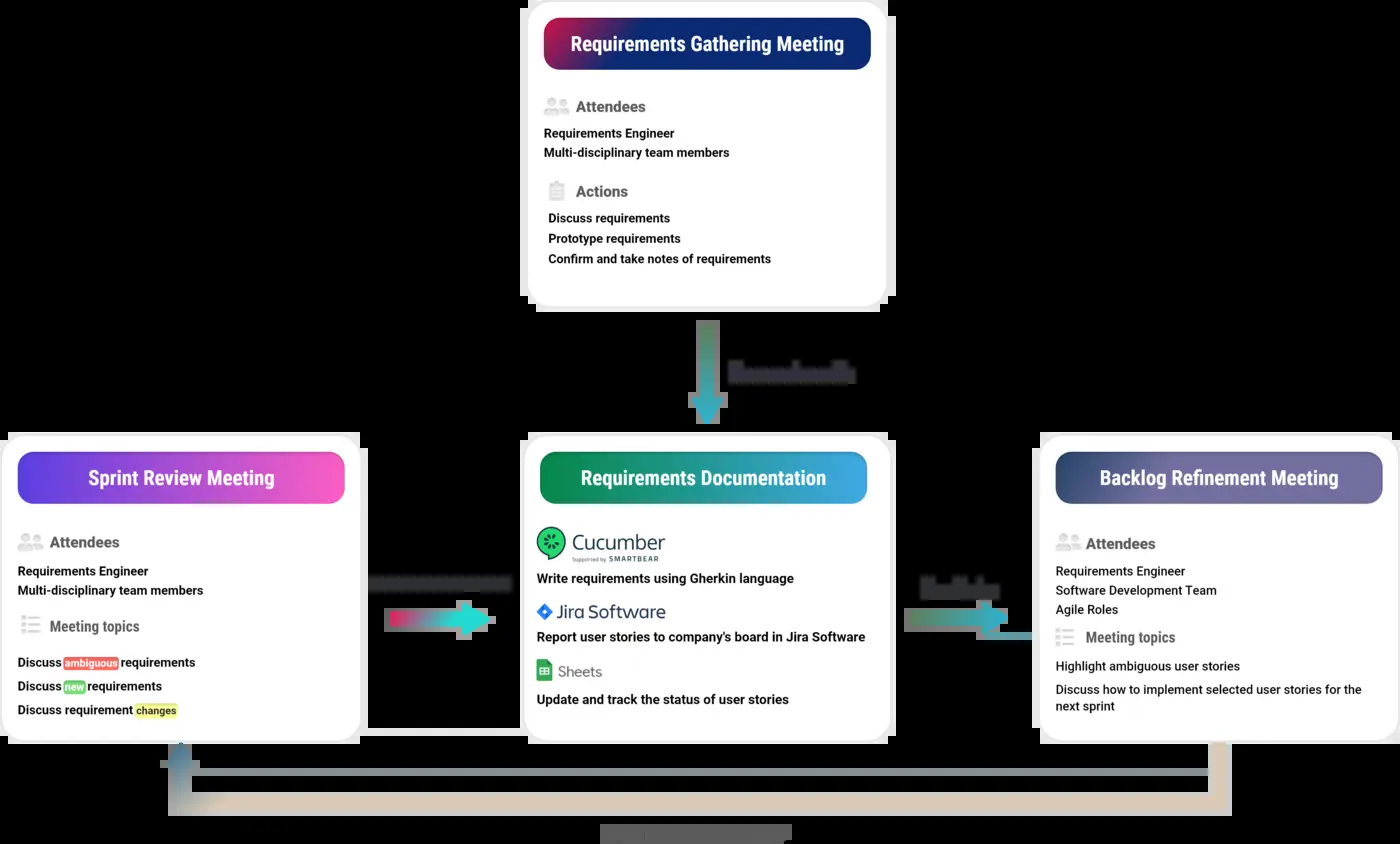 Requirements Gathering Meeting
Attendees
Requirements Engineer
Multi-disciplinary team members
Actions
Discuss requirements
Prototype requirements
Confirm and take notes of requirements
Sprint Review Meeting
Attendees
Requirements Engineer
Multi-disciplinary team members
Meeting topics
Discuss ambiguous requirements
Discuss new requirements
Discuss requirement changes
Requirements Documentation
Cucumber
Supported by SMARTBEAR
Write requirements using Gherkin language
Jira Software
Report user stories to company's board in Jira Software
Sheets
Update and track the status of user stories
Backlog Refinement Meeting
Attendees
Requirements Engineer
Software Development Team
Agile Roles
Meeting topics
Highlight ambiguous user stories
Discuss how to implement selected user stories for the
next sprint